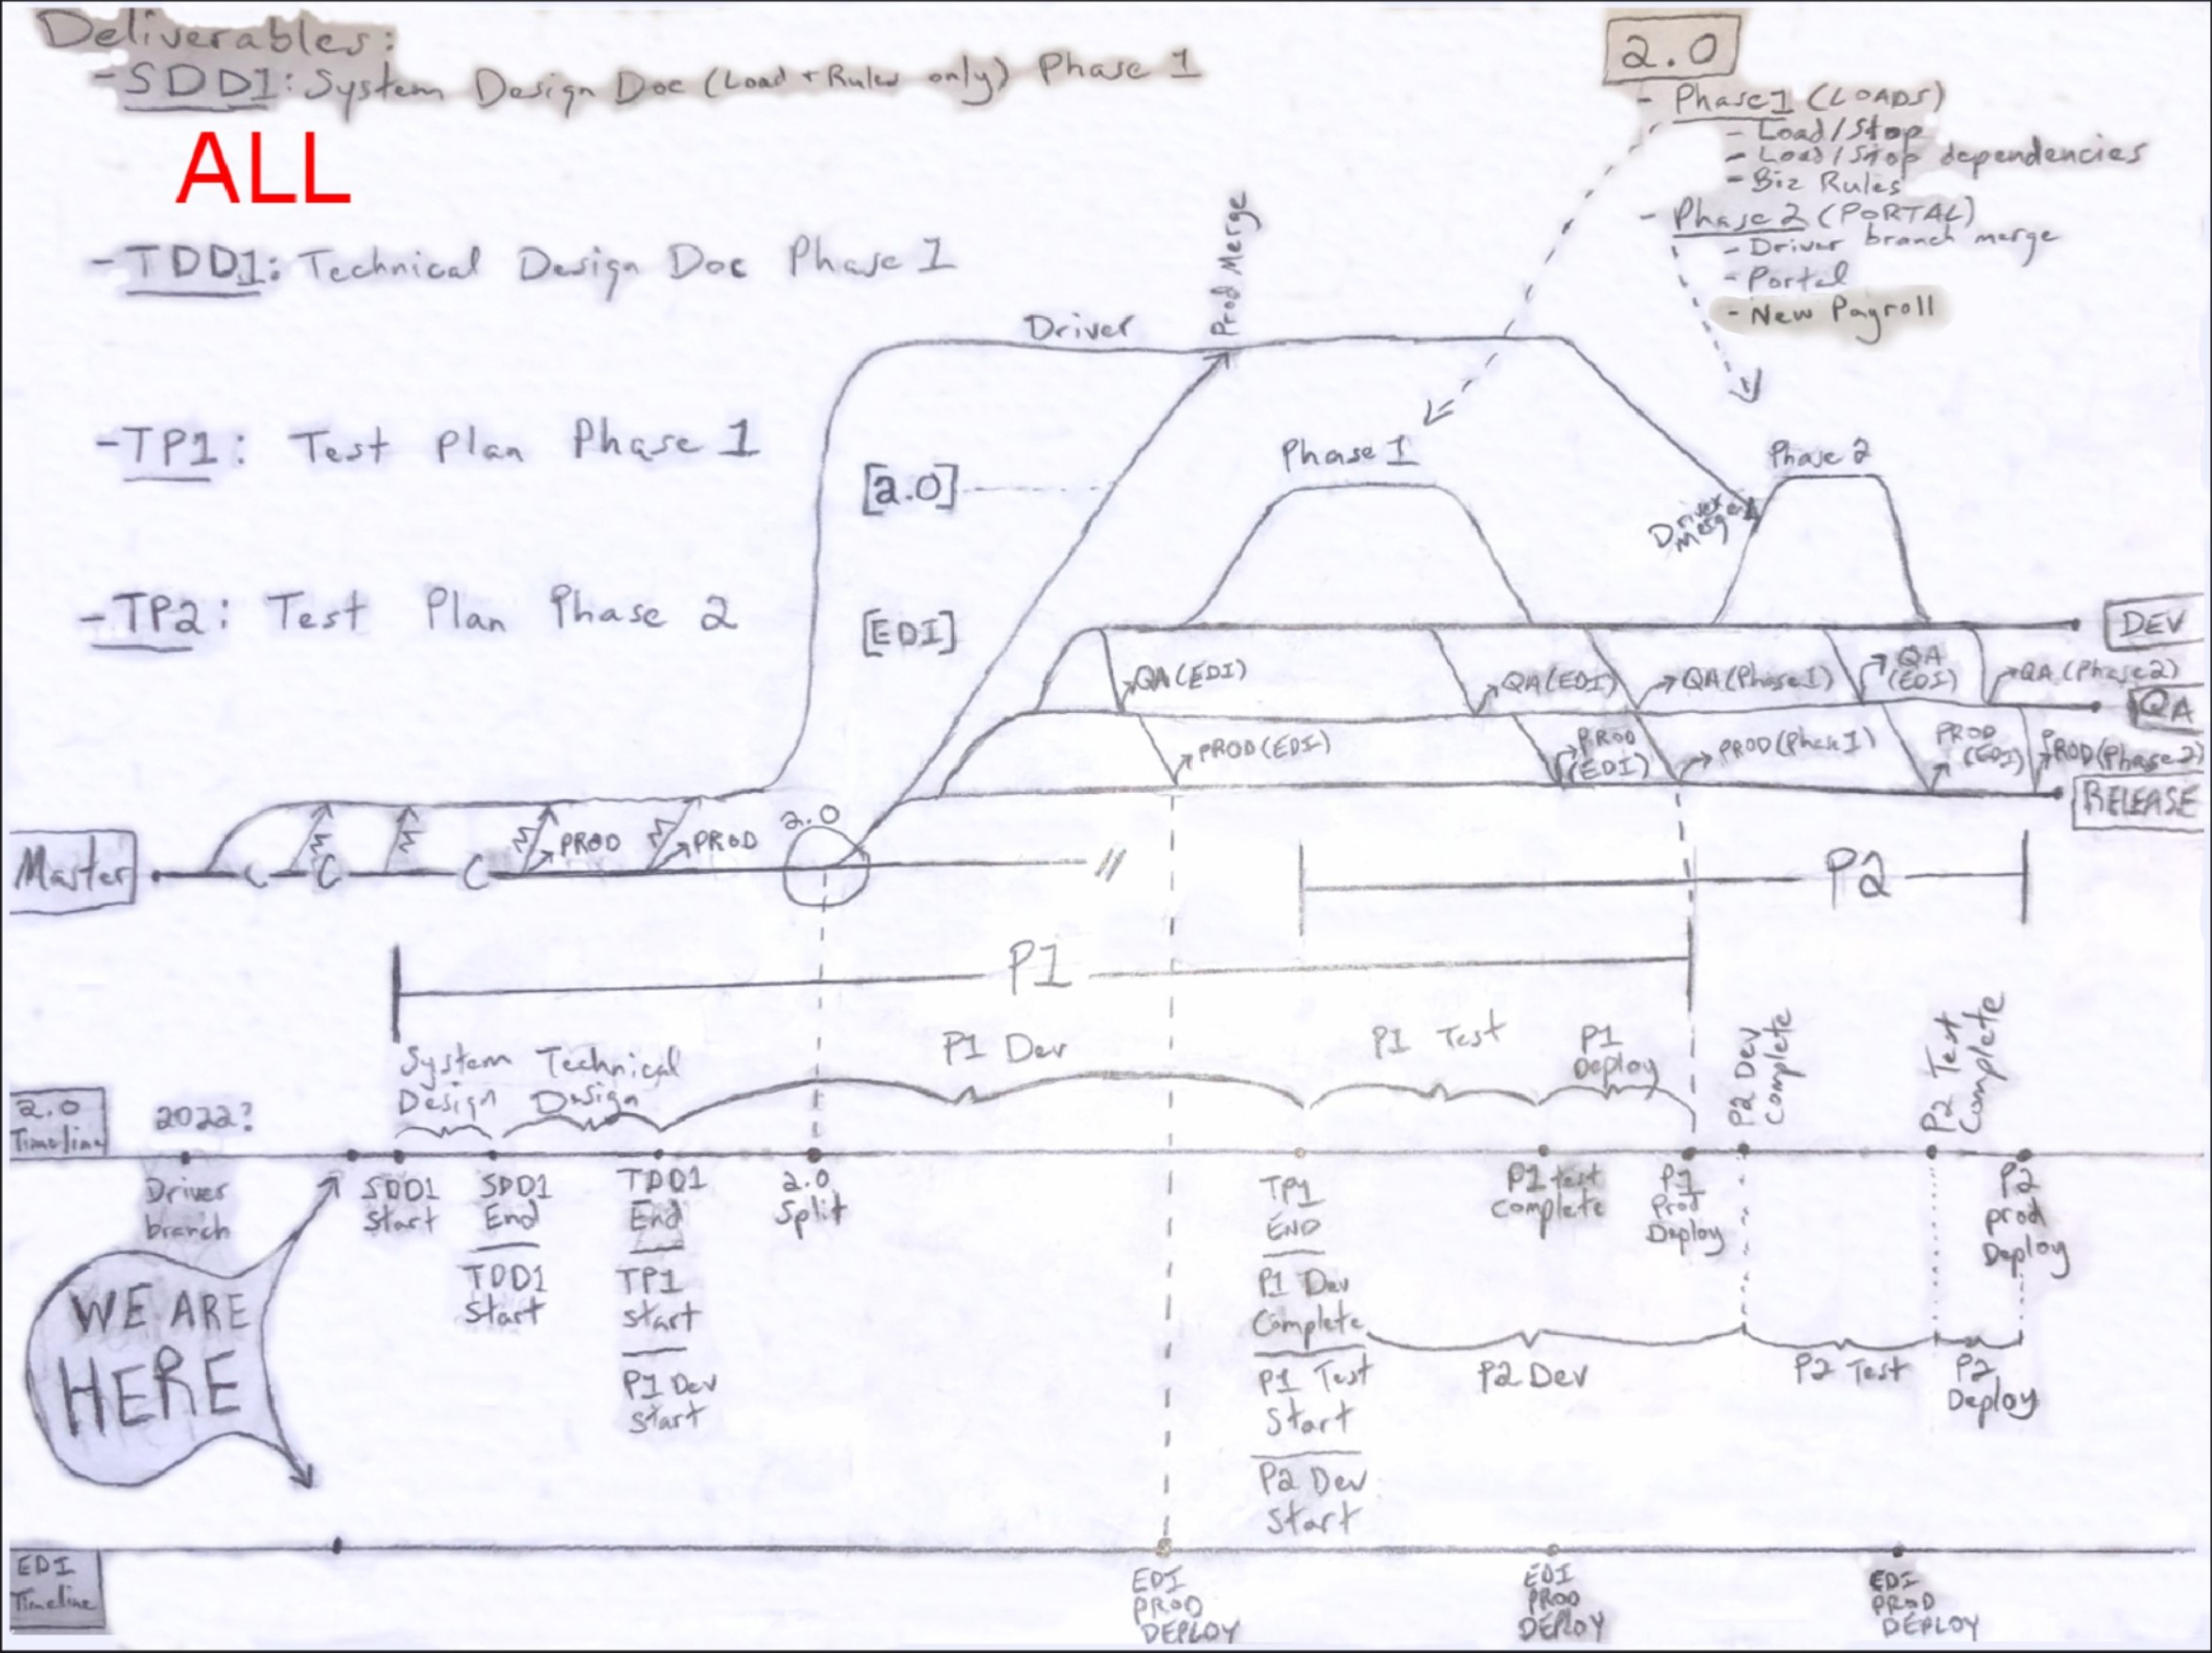 Deliverables:
- SDD1: System Design Doc (Load + Rules only) Phase 1
ALL
- TDD1: Technical Design Doc Phase 1
- TP1: Test Plan Phase 1
- TP2: Test Plan Phase 2
2.0
- Phase 1 (LOADS)
- Load/Stop
- Load/Stop dependencies
- Biz Rules
- Phase 2 (PORTAL)
- Driver branch merge
- Portal
- New Payroll
Prod Merge
Driver
[2.0]
Phase 1
Phase 2
Driver
Merge
[EDI]
DEV
QA (EDI)
QA (EDI)
QA (Phase 1)
QA
(EDI)
QA (Phase 2)
QA
PROD (EDI)
PROD
(EDI)
PROD (Phase 1)
PROD
(EDI)
PROD (Phase 2)
RELEASE
Master
PROD
PROD
2.0
P2
P1
System
Design
Technical
Design
P1 Dev
P1 Test
P1
Deploy
P2 Dev
Complete
P2 Test
Complete
2.0
Timeline
2022?
Driver
branch
SDD1
Start
SDD1
End
TDD1
Start
TDD1
End
TP1
Start
P1 Dev
Start
2.0
Split
TP1
END
P1 Dev
Complete
P1 Test
Start
P2 Dev
Start
P1 test
Complete
P1
Prod
Deploy
P2
prod
Deploy
WE ARE
HERE
P2 Dev
P2 Test
P2
Deploy
EDI
Timeline
EDI
PROD
DEPLOY
EDI
PROD
DEPLOY
EDI
PROD
DEPLOY